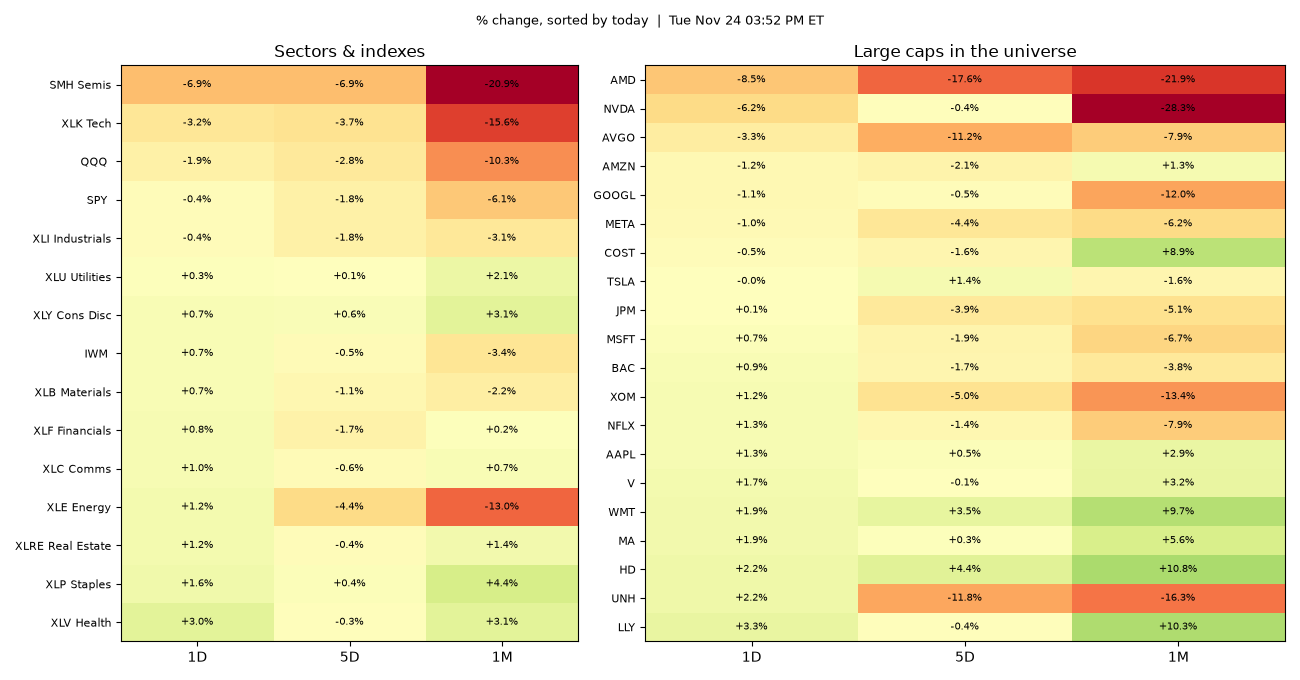 % change, sorted by today | Tue Nov 24 03:52 PM ET
Sectors & indexes
SMH Semis -6.9% -6.9% -20.9%
XLK Tech -3.2% -3.7% -15.6%
QQQ -1.9% -2.8% -10.3%
SPY -0.4% -1.8% -6.1%
XLI Industrials -0.4% -1.8% -3.1%
XLU Utilities +0.3% +0.1% +2.1%
XLY Cons Disc +0.7% +0.6% +3.1%
IWM +0.7% -0.5% -3.4%
XLB Materials +0.7% -1.1% -2.2%
XLF Financials +0.8% -1.7% +0.2%
XLC Comms +1.0% -0.6% +0.7%
XLE Energy +1.2% -4.4% -13.0%
XLRE Real Estate +1.2% -0.4% +1.4%
XLP Staples +1.6% +0.4% +4.4%
XLV Health +3.0% -0.3% +3.1%
1D 5D 1M
Large caps in the universe
AMD -8.5% -17.6% -21.9%
NVDA -6.2% -0.4% -28.3%
AVGO -3.3% -11.2% -7.9%
AMZN -1.2% -2.1% +1.3%
GOOGL -1.1% -0.5% -12.0%
META -1.0% -4.4% -6.2%
COST -0.5% -1.6% +8.9%
TSLA -0.0% +1.4% -1.6%
JPM +0.1% -3.9% -5.1%
MSFT +0.7% -1.9% -6.7%
BAC +0.9% -1.7% -3.8%
XOM +1.2% -5.0% -13.4%
NFLX +1.3% -1.4% -7.9%
AAPL +1.3% +0.5% +2.9%
V +1.7% -0.1% +3.2%
WMT +1.9% +3.5% +9.7%
MA +1.9% +0.3% +5.6%
HD +2.2% +4.4% +10.8%
UNH +2.2% -11.8% -16.3%
LLY +3.3% -0.4% +10.3%
1D 5D 1M